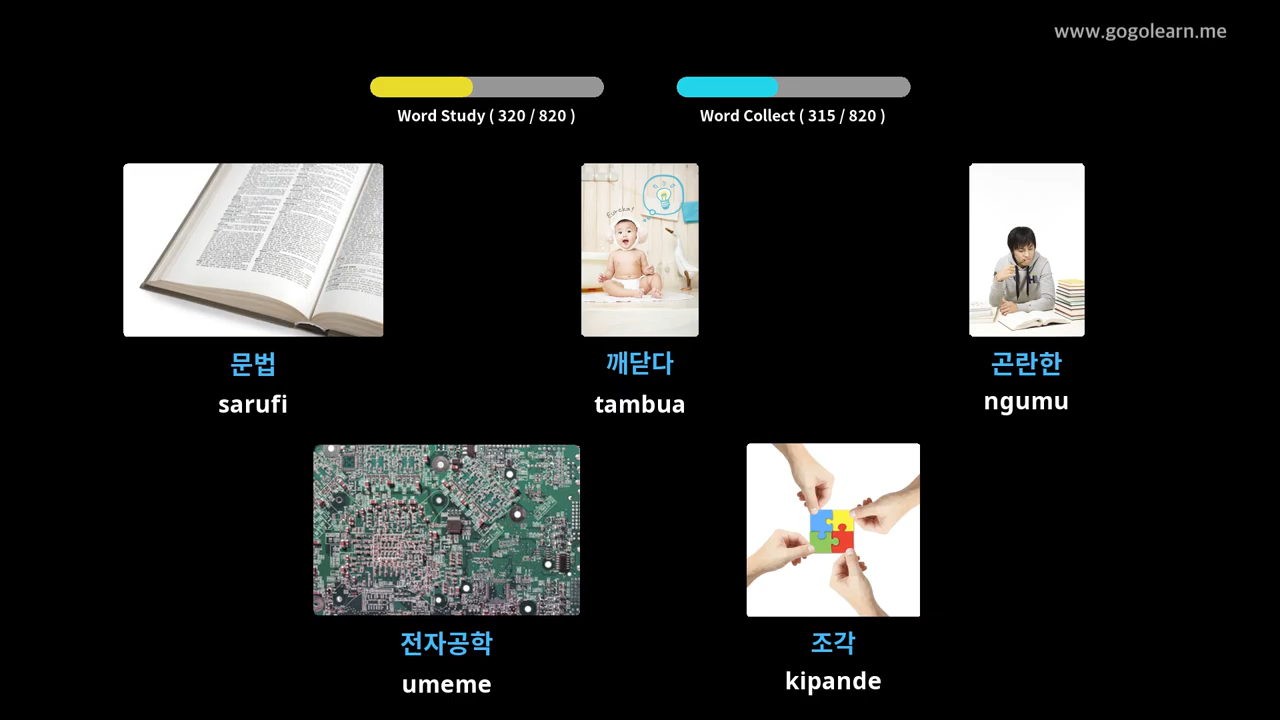 www.gogolearn.me
Word Study ( 320 / 820 )
Word Collect ( 315 / 820 )
Eureka!
문법
sarufi
깨닫다
tambua
곤란한
ngumu
전자공학
umeme
조각
kipande